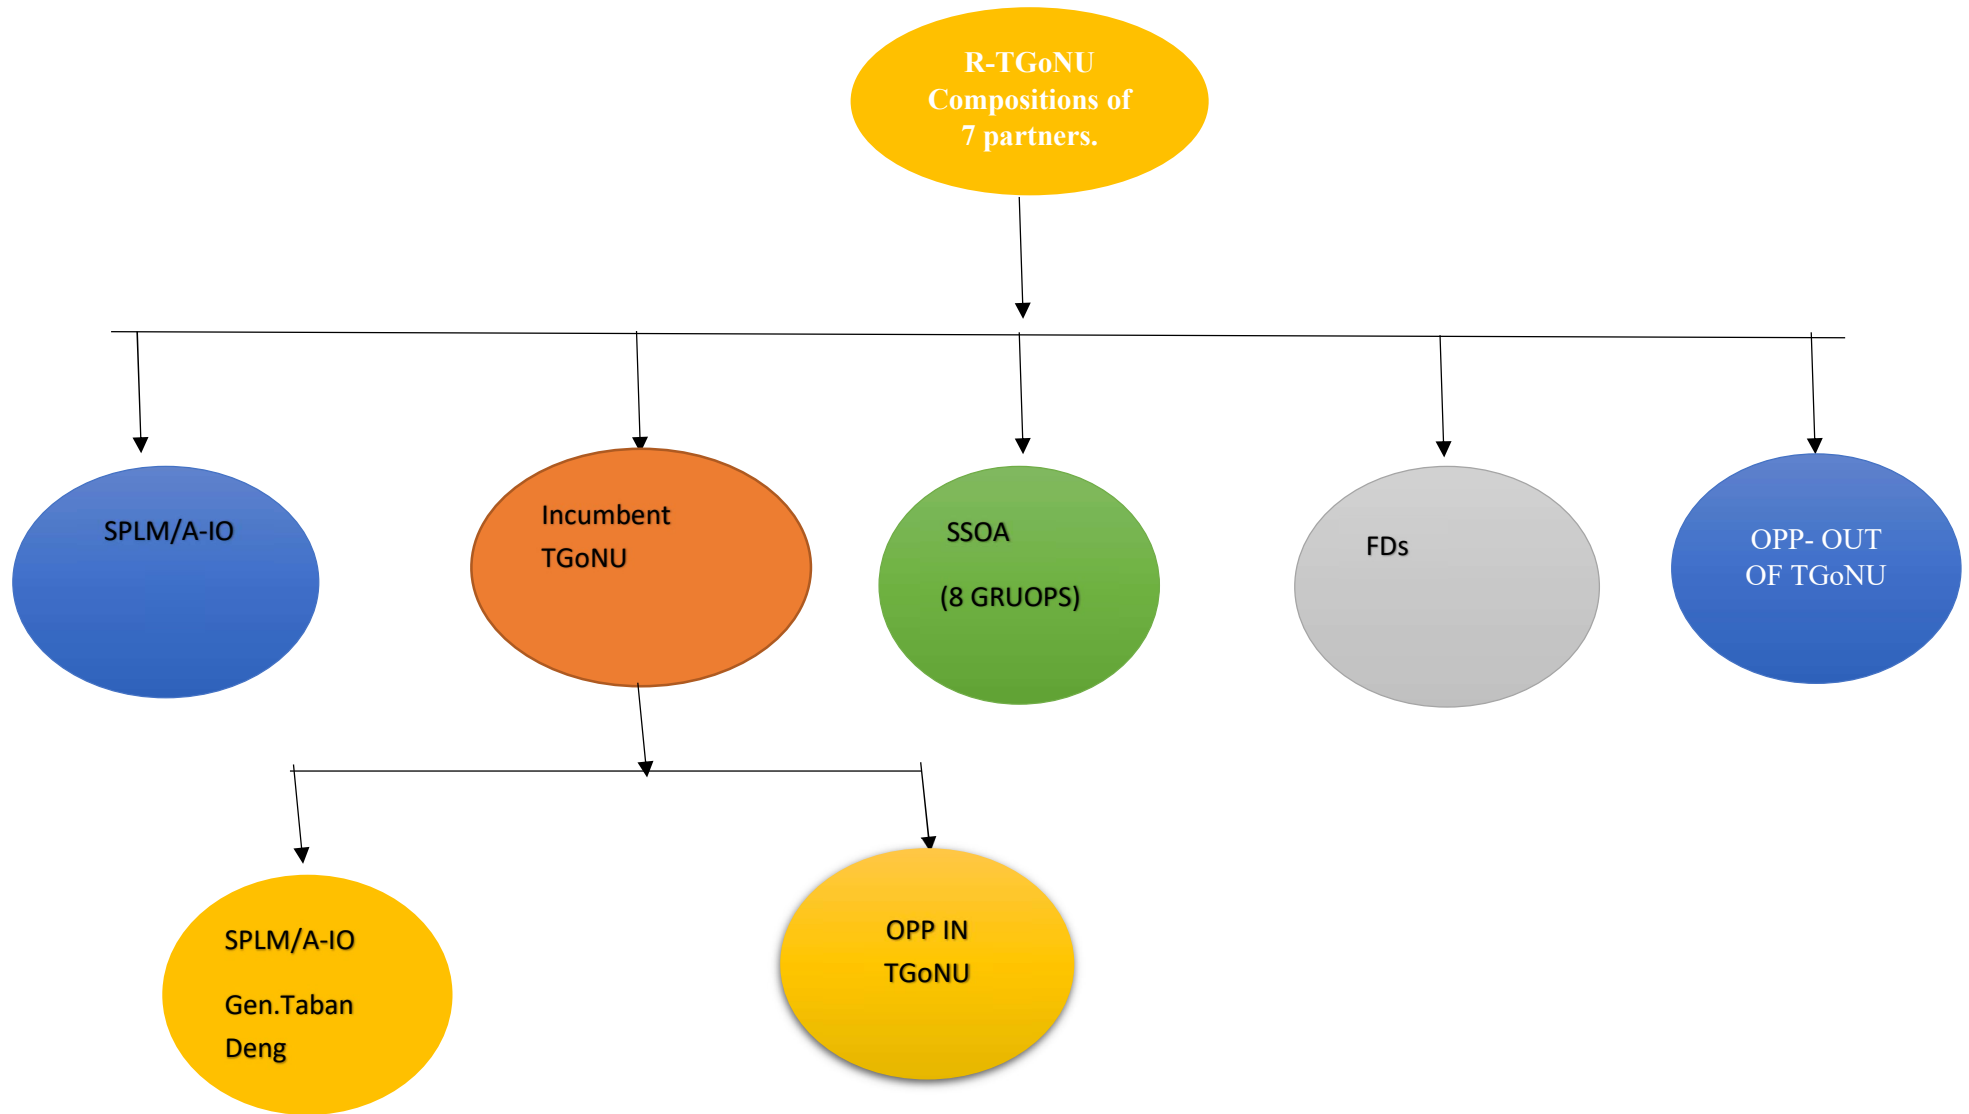 R-TGoNU
Compositions of
7 partners.
SPLM/A-IO
Incumbent
TGoNU
SSOA
(8 GRUOPS)
FDs
OPP- OUT
OF TGoNU
SPLM/A-IO
Gen.Taban
Deng
OPP IN
TGoNU